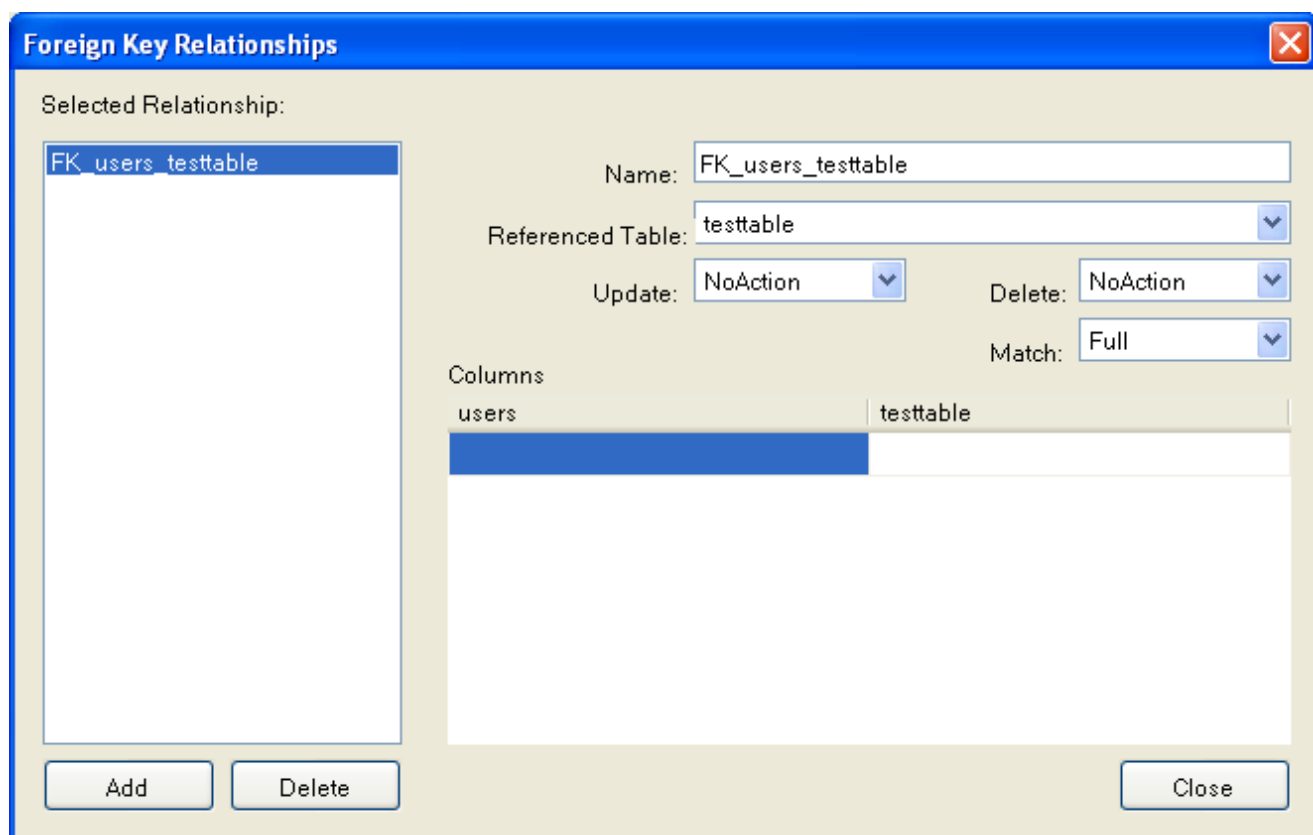 Foreign Key Relationships
Selected Relationship:
FK_users_testtable
Name: FK_users_testtable
Referenced Table: testtable
Update: NoAction Delete: NoAction
Match: Full
Columns
users testtable
Add Delete Close